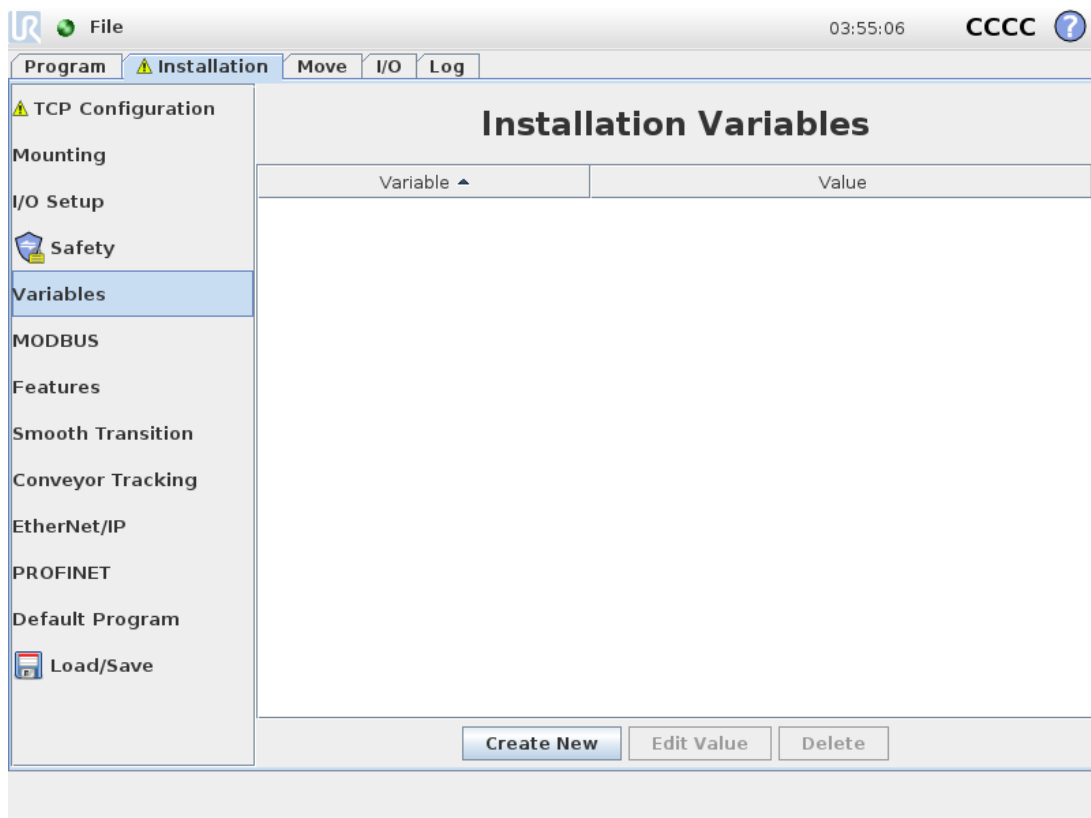 UR File 03:55:06 CCCC ?
Program Installation Move I/O Log
TCP Configuration
Mounting
I/O Setup
Safety
Variables
MODBUS
Features
Smooth Transition
Conveyor Tracking
EtherNet/IP
PROFINET
Default Program
Load/Save
Installation Variables
Variable Value
Create New Edit Value Delete